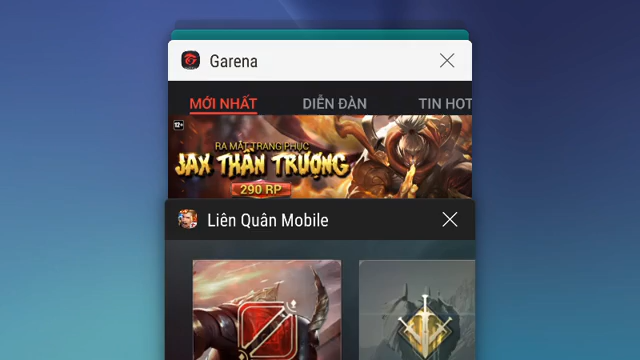 Garena
MỚI NHẤT DIỄN ĐÀN TIN HOT
12+
RA MẮT TRANG PHỤC
JAX THẦN TRƯỢNG
290 RP
Liên Quân Mobile